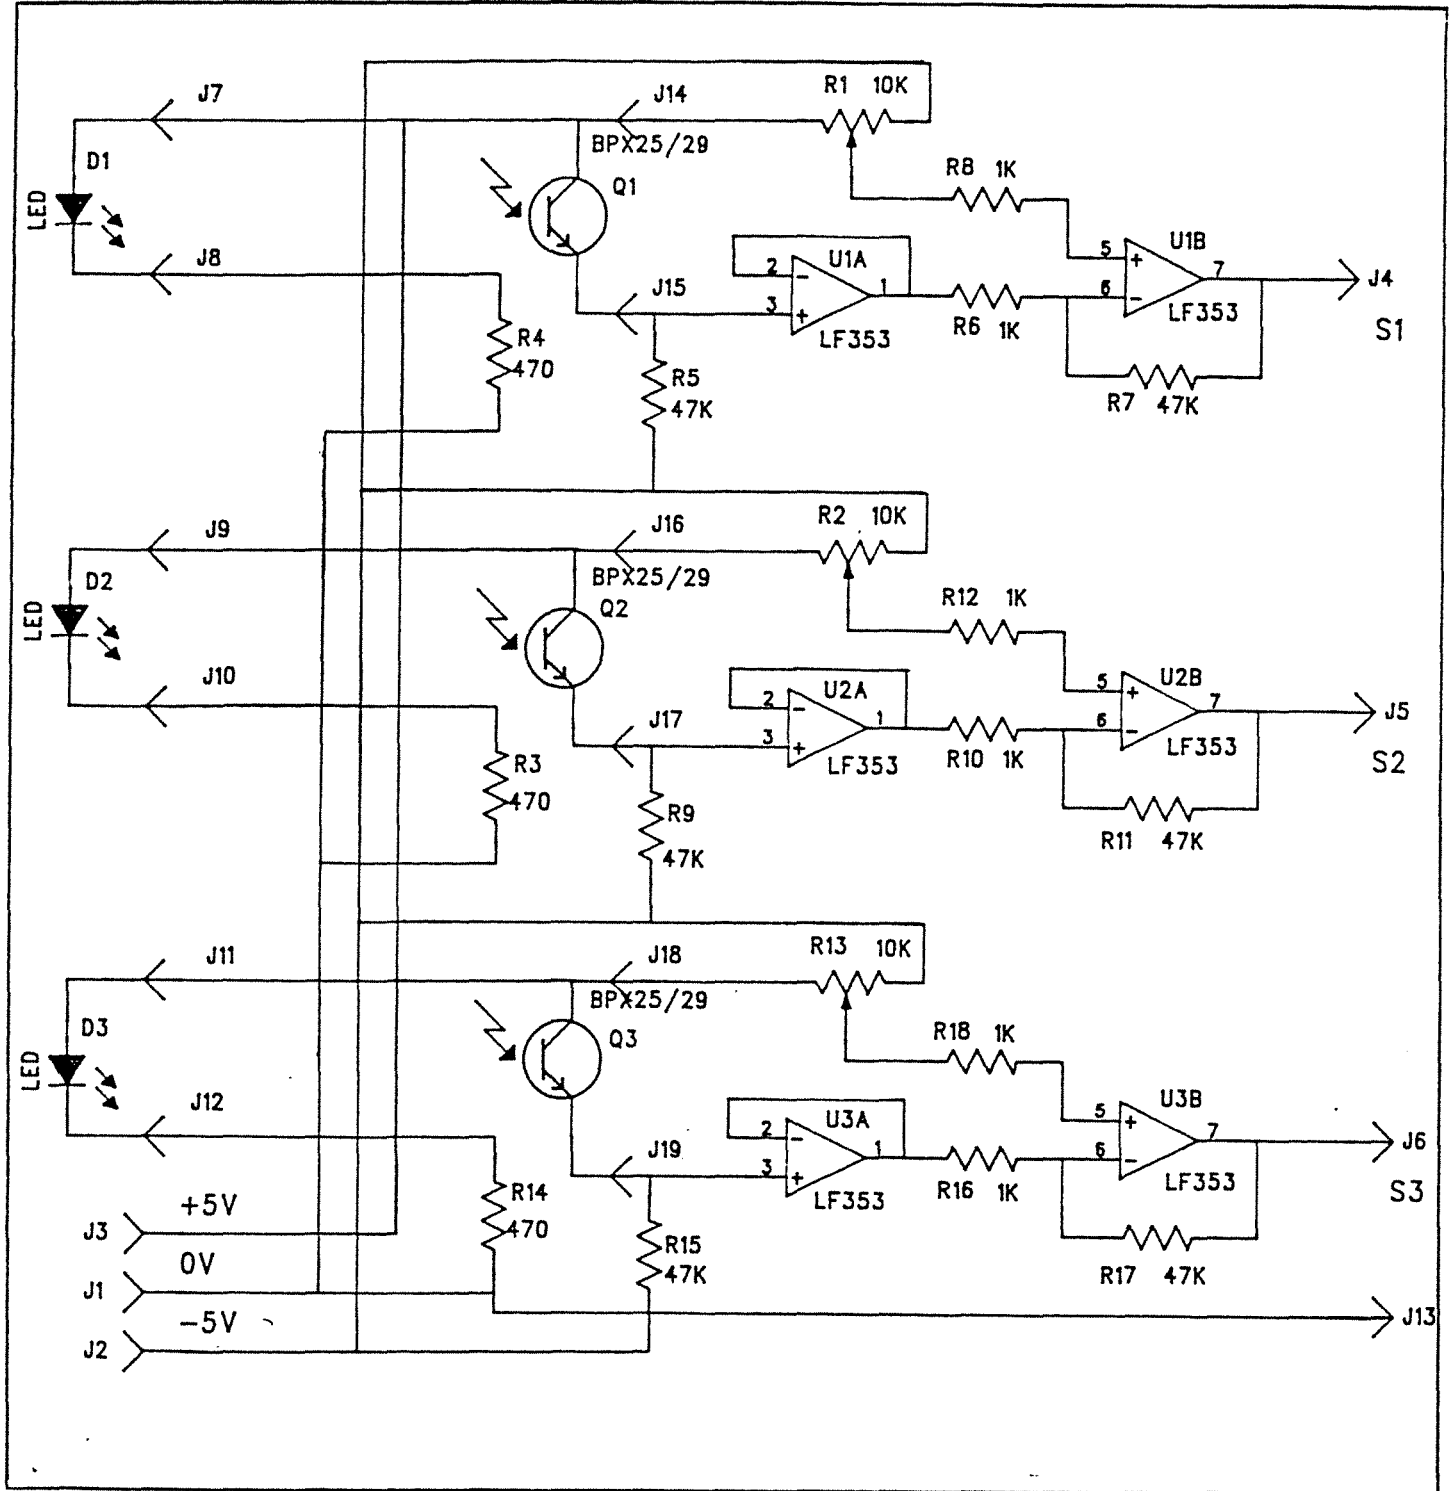 R1 10K
J7
J14
BPX25/29
D1
LED
Q1
R8 1K
J8
J15
U1A
2
-
3
+
1
LF353
R6 1K
U1B
5
+
6
-
7
LF353
J4
S1
R4
470
R5
47K
R7 47K
R2 10K
J9
J16
BPX25/29
D2
LED
Q2
R12 1K
J10
J17
U2A
2
-
3
+
1
LF353
R10 1K
U2B
5
+
6
-
7
LF353
J5
S2
R3
470
R9
47K
R11 47K
R13 10K
J11
J18
BPX25/29
D3
LED
Q3
R18 1K
J12
J19
U3A
2
-
3
+
1
LF353
R16 1K
U3B
5
+
6
-
7
LF353
J6
S3
R14
470
R15
47K
R17 47K
+5V
J3
0V
J1
-5V
J2
J13